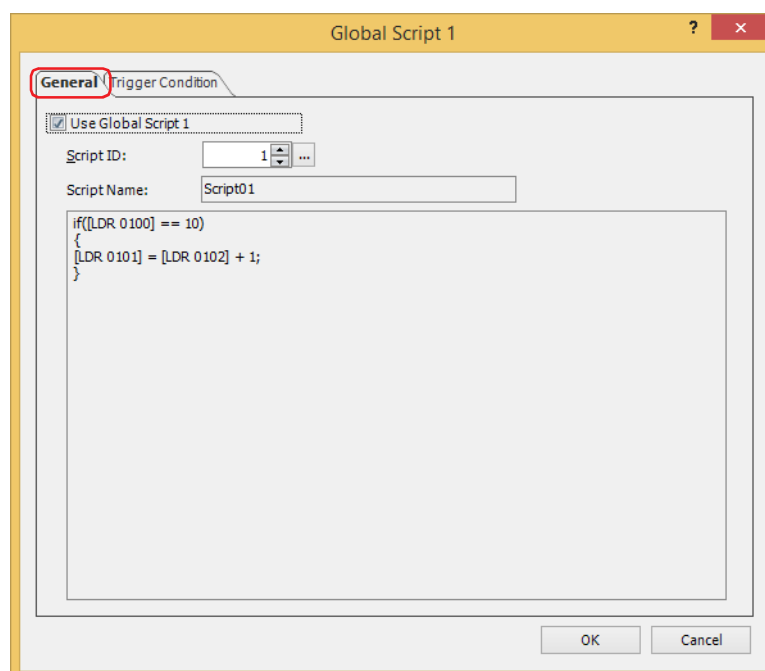 Global Script 1
?
×
General
Trigger Condition
Use Global Script 1
Script ID:
1
...
Script Name:
Script01
if([LDR 0100] == 10)
{
[LDR 0101] = [LDR 0102] + 1;
}
OK
Cancel